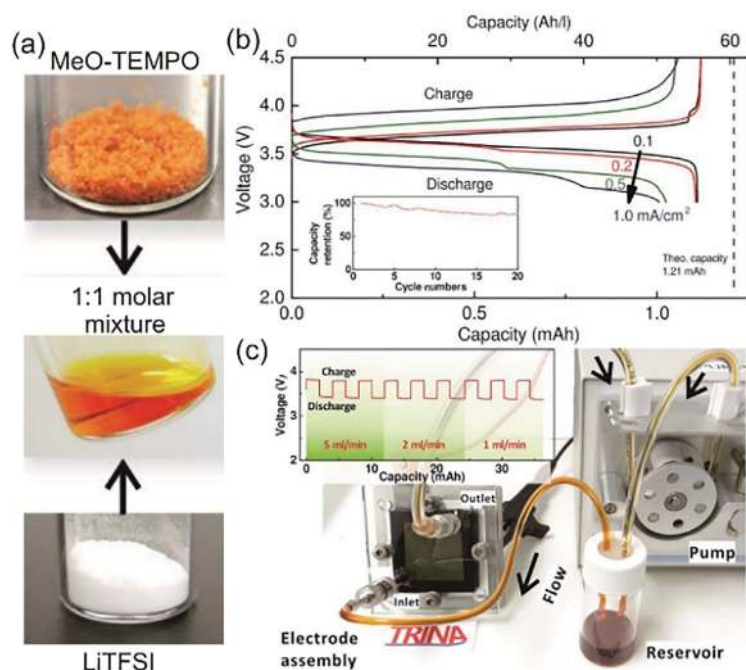 (a)
MeO-TEMPO
1:1 molar
mixture
LiTFSI
(b)
Capacity (Ah/l)
0 30 60
4.5
4.0
3.5
3.0
2.5
2.0
Voltage (V)
Charge
Discharge
0.1
0.2
0.5
1.0 mA/cm²
Theo. capacity
1.21 mAh
Capacity
retention (%)
100
50
0
5 10 15 20
Cycle numbers
0.0 0.5 1.0
Capacity (mAh)
(c)
Voltage (V)
4
3
2
Charge
Discharge
5 ml/min 2 ml/min 1 ml/min
0 10 20 30
Capacity (mAh)
Outlet
Inlet
Flow
Pump
Electrode
assembly
TRINA
Reservoir